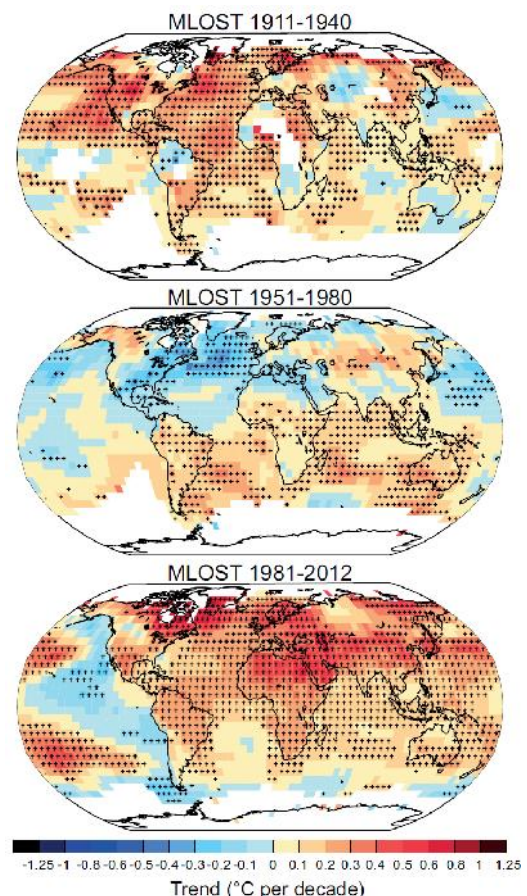 MLOST 1911-1940
MLOST 1951-1980
MLOST 1981-2012
-1.25 -1 -0.8 -0.6 -0.5 -0.4 -0.3 -0.2 -0.1 0 0.1 0.2 0.3 0.4 0.5 0.6 0.8 1 1.25
Trend (°C per decade)